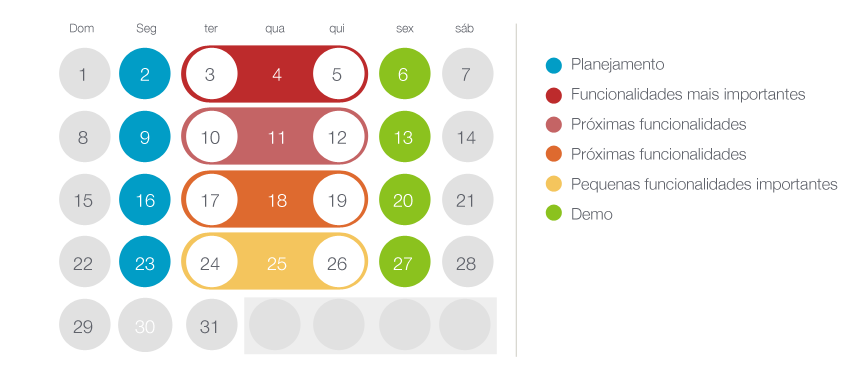 Dom Seg ter qua qui sex sáb
1 2 3 4 5 6 7
8 9 10 11 12 13 14
15 16 17 18 19 20 21
22 23 24 25 26 27 28
29 30 31
Planejamento
Funcionalidades mais importantes
Próximas funcionalidades
Próximas funcionalidades
Pequenas funcionalidades importantes
Demo